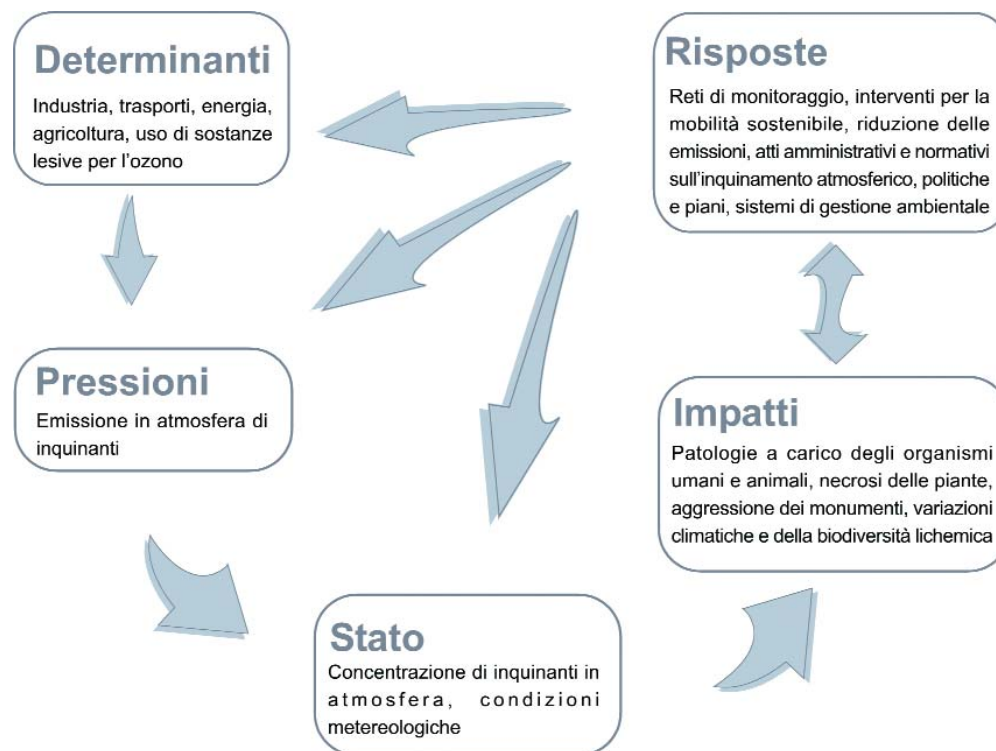 Determinanti
Industria, trasporti, energia,
agricoltura, uso di sostanze
lesive per l'ozono
Risposte
Reti di monitoraggio, interventi per la
mobilità sostenibile, riduzione delle
emissioni, atti amministrativi e normativi
sull'inquinamento atmosferico, politiche
e piani, sistemi di gestione ambientale
Pressioni
Emissione in atmosfera di
inquinanti
Impatti
Patologie a carico degli organismi
umani e animali, necrosi delle piante,
aggressione dei monumenti, variazioni
climatiche e della biodiversità lichemica
Stato
Concentrazione di inquinanti in
atmosfera, condizioni
metereologiche